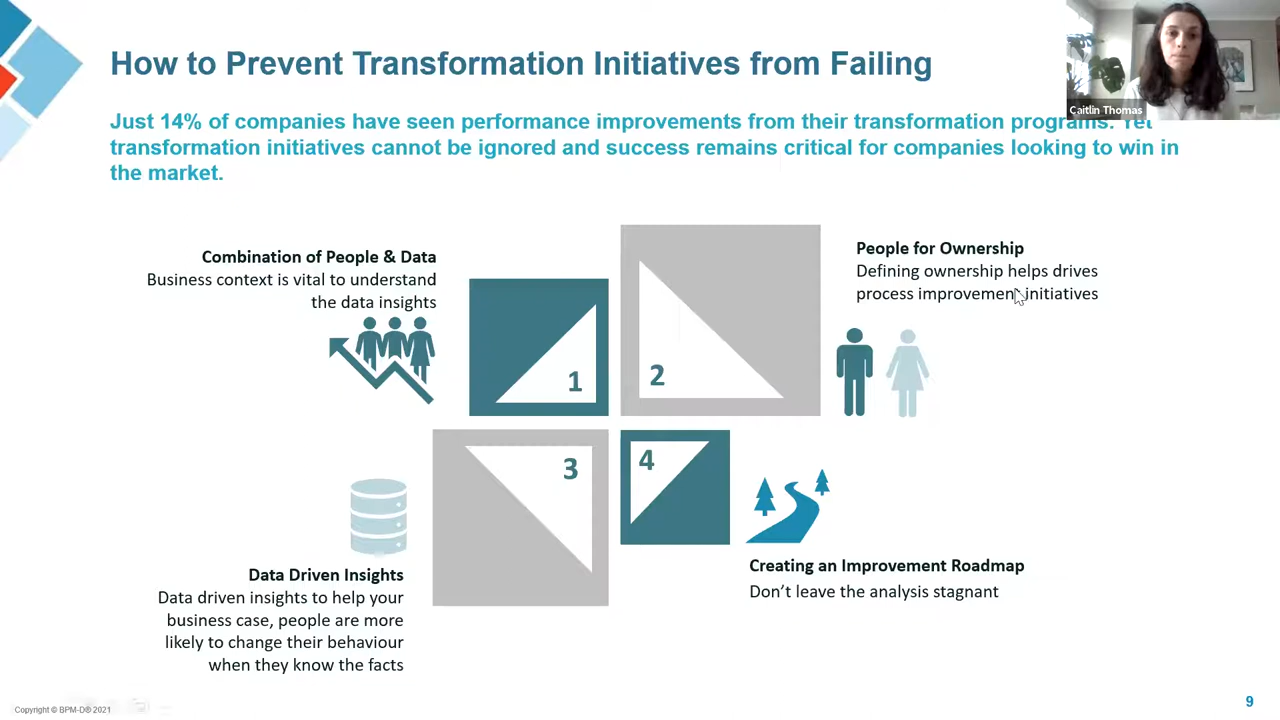 How to Prevent Transformation Initiatives from Failing
Caitlin Thomas
Just 14% of companies have seen performance improvements from their transformation programs. Yet
transformation initiatives cannot be ignored and success remains critical for companies looking to win in
the market.
Combination of People & Data
Business context is vital to understand
the data insights
1
2
People for Ownership
Defining ownership helps drives
process improvement initiatives
3
Data Driven Insights
Data driven insights to help your
business case, people are more
likely to change their behaviour
when they know the facts
4
Creating an Improvement Roadmap
Don't leave the analysis stagnant
Copyright © BPM-D® 2021
9